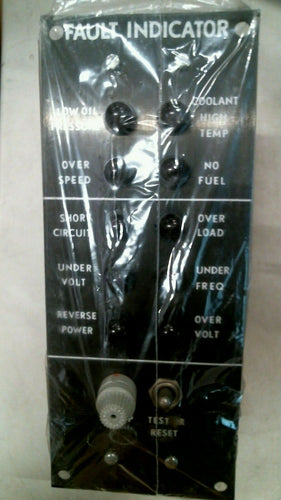 FAULT INDICATOR
LOW OIL
PRESSURE
COOLANT
HIGH
TEMP
OVER
SPEED
NO
FUEL
SHORT
CIRCUIT
OVER
LOAD
UNDER
VOLT
UNDER
FREQ
REVERSE
POWER
OVER
VOLT
TEST OR
RESET